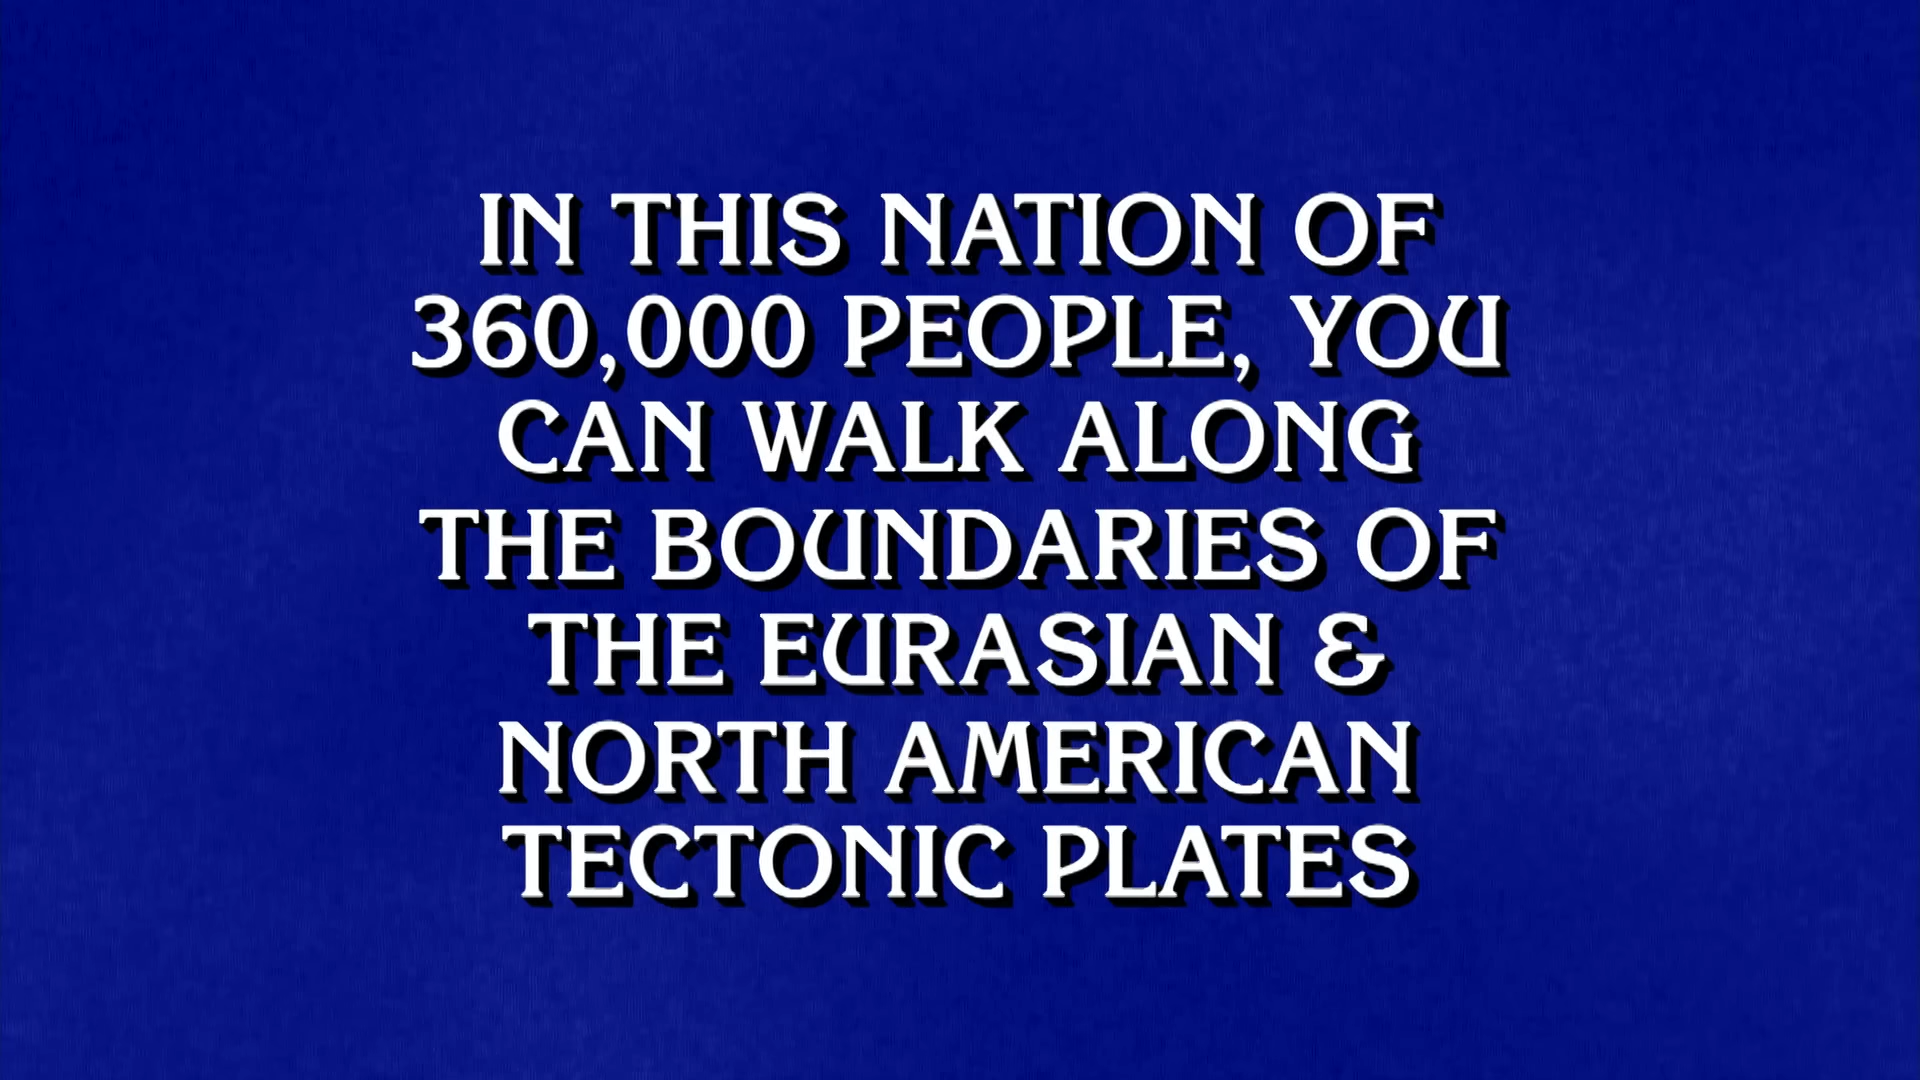 IN THIS NATION OF
360,000 PEOPLE, YOU
CAN WALK ALONG
THE BOUNDARIES OF
THE EURASIAN &
NORTH AMERICAN
TECTONIC PLATES